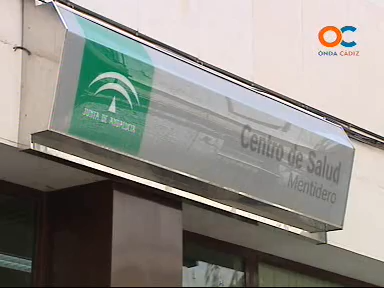 OC
ONDA CADIZ
JUNTA DE ANDALUCIA
Centro de Salud
Mentidero